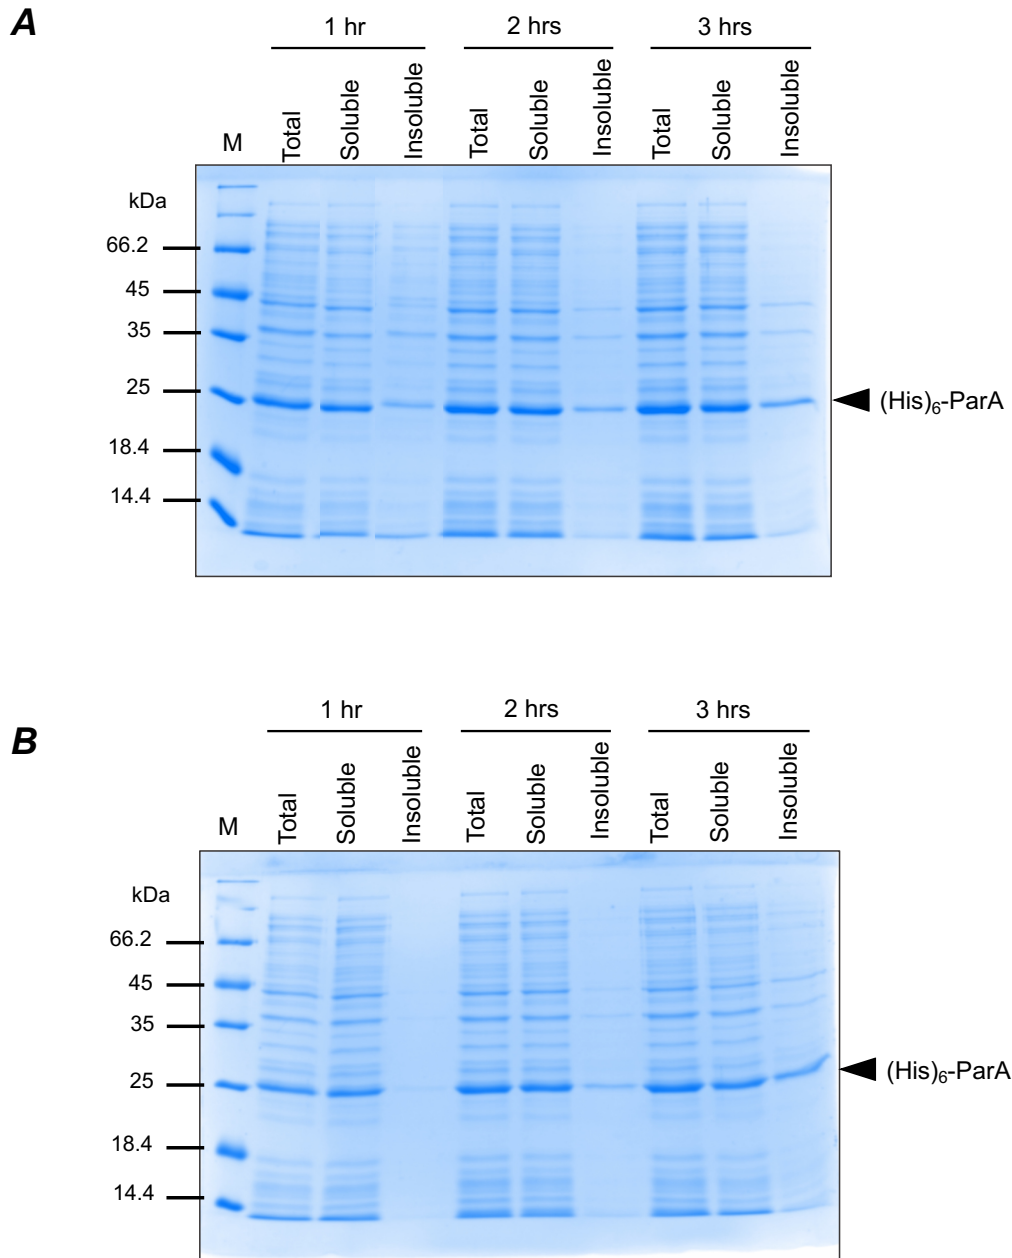 A
1 hr 2 hrs 3 hrs
M Total Soluble Insoluble Total Soluble Insoluble Total Soluble Insoluble
kDa
66.2
45
35
25
(His)₆-ParA
18.4
14.4
B
1 hr 2 hrs 3 hrs
M Total Soluble Insoluble Total Soluble Insoluble Total Soluble Insoluble
kDa
66.2
45
35
(His)₆-ParA
25
18.4
14.4